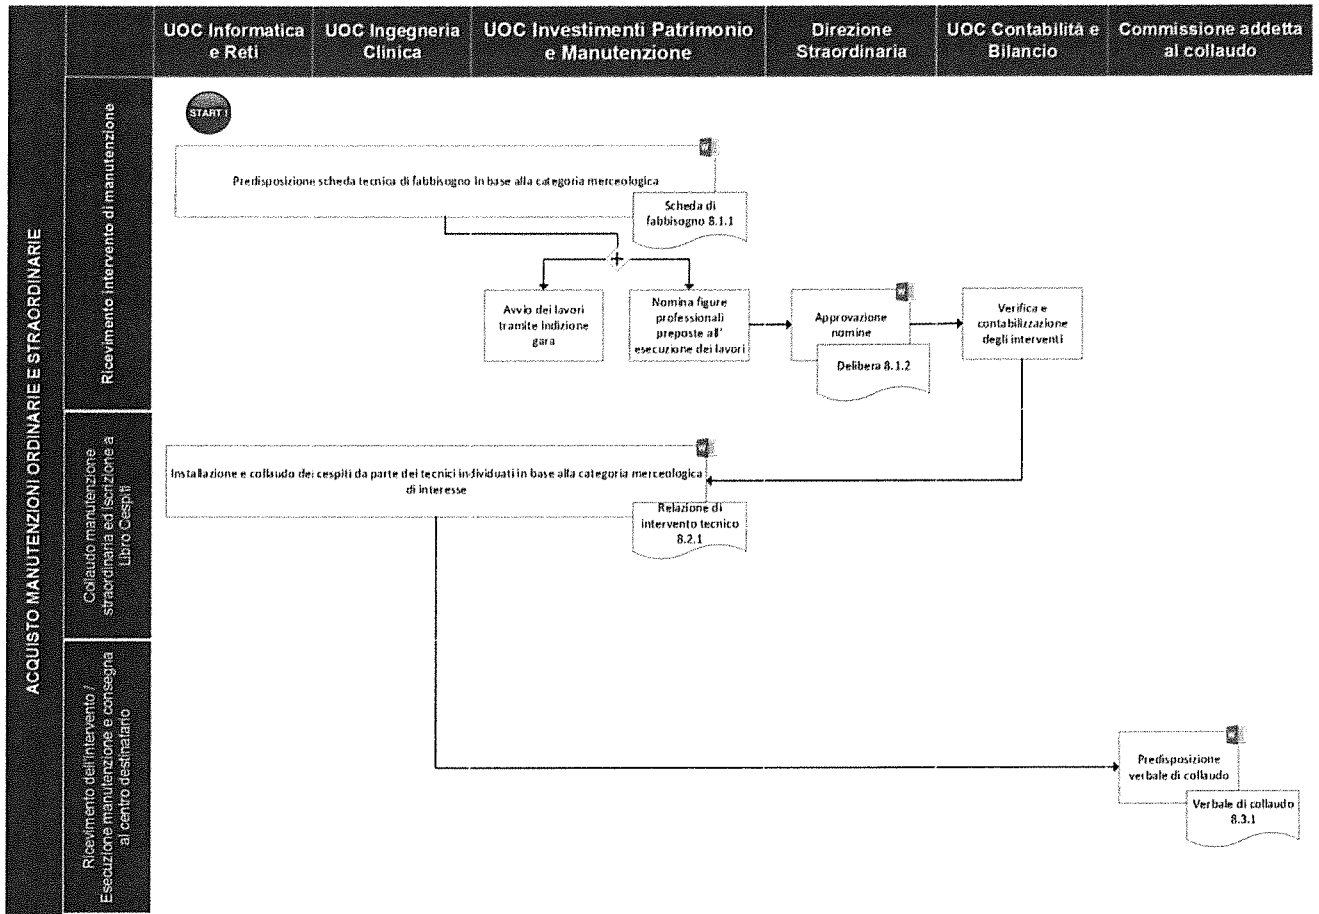 UOC Informatica
e Reti
UOC Ingegneria
Clinica
UOC Investimenti Patrimonio
e Manutenzione
Direzione
Straordinaria
UOC Contabilità e
Bilancio
Commissione addetta
al collaudo
ACQUISTO MANUTENZIONI ORDINARIE E STRAORDINARIE
Ricevimento intervento di manutenzione
START !
Predisposizione scheda tecnica di fabbisogno in base alla categoria merceologica
Scheda di
fabbisogno 8.1.1
Avvio dei lavori
tramite indizione
gara
Nomina figure
professionali
preposte all'
esecuzione dei lavori
Approvazione
nomine
Delibera 8.1.2
Verifica e
contabilizzazione
degli interventi
Collaudo manutenzione
straordinaria ed iscrizione a
Libro Cespiti
Installazione e collaudo dei cespiti da parte dei tecnici individuati in base alla categoria merceologica
di interesse
Relazione di
intervento tecnico
8.2.1
Ricevimento dell'intervento /
Esecuzione manutenzione e consegna
al centro destinatario
Predisposizione
verbale di collaudo
Verbale di collaudo
8.3.1